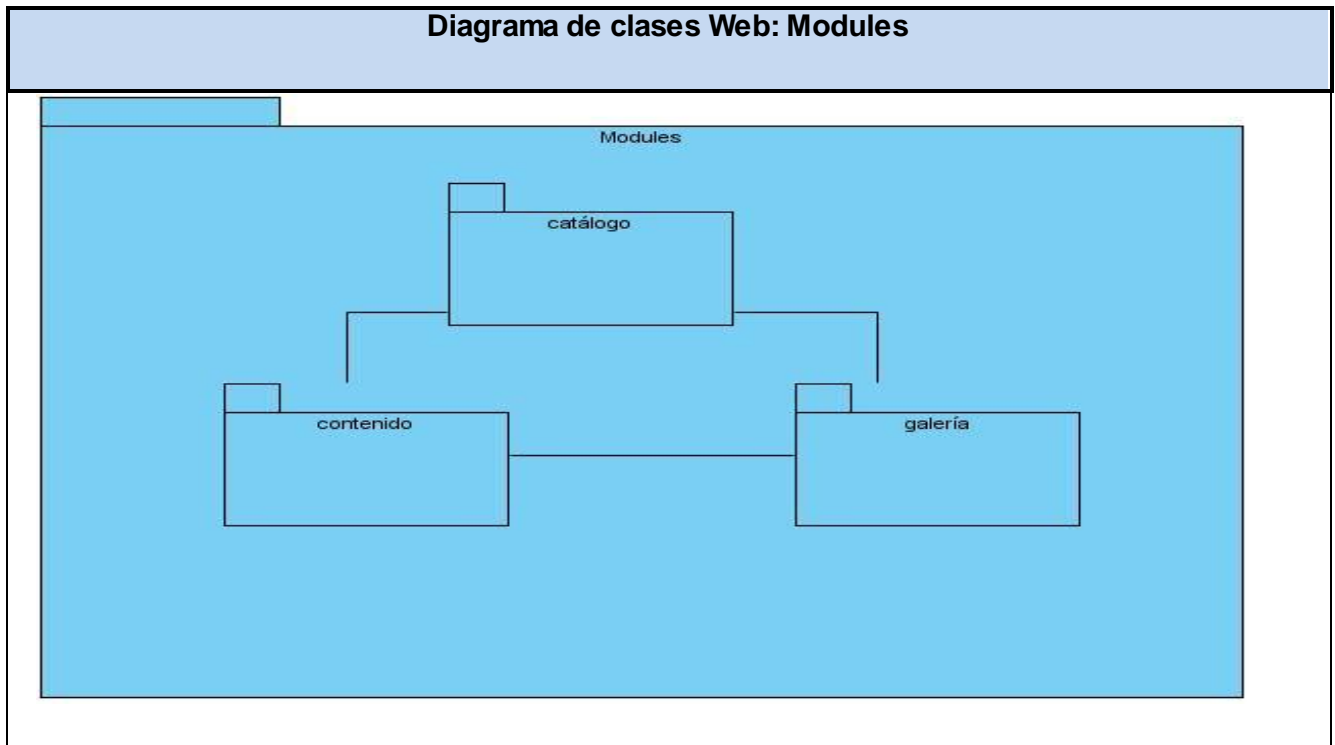 Diagrama de clases Web: Modules
Modules
catálogo
contenido
galería